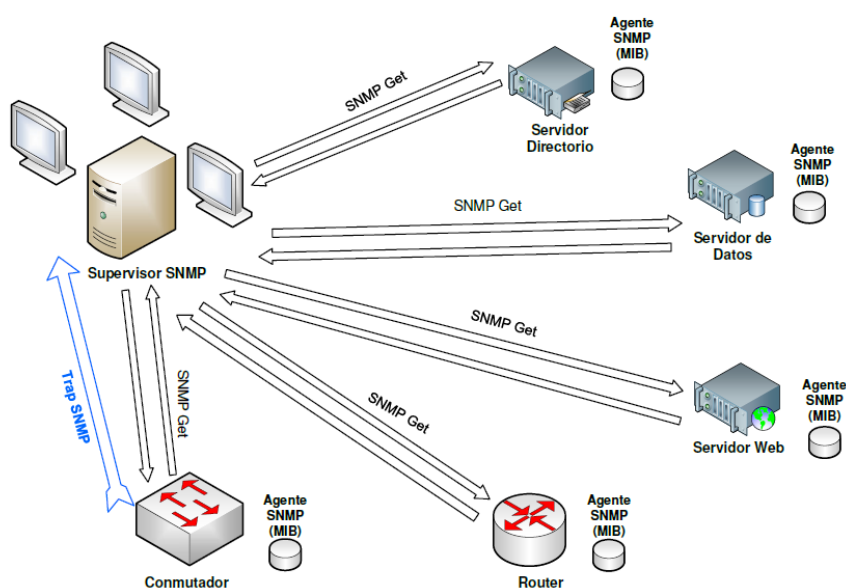 Agente
SNMP
(MIB)
SNMP Get
Servidor
Directorio
Agente
SNMP
(MIB)
SNMP Get
Servidor de
Datos
Supervisor SNMP
SNMP Get
Agente
SNMP
(MIB)
Servidor Web
Trap SNMP
SNMP Get
SNMP Get
Agente
SNMP
(MIB)
Conmutador
Agente
SNMP
(MIB)
Router